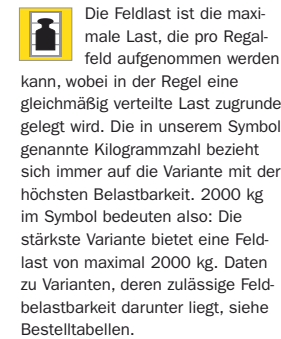 Die Feldlast ist die maxi-
male Last, die pro Regal-
feld aufgenommen werden
kann, wobei in der Regel eine
gleichmäßig verteilte Last zugrunde
gelegt wird. Die in unserem Symbol
genannte Kilogrammzahl bezieht
sich immer auf die Variante mit der
höchsten Belastbarkeit. 2000 kg
im Symbol bedeuten also: Die
stärkste Variante bietet eine Feld-
last von maximal 2000 kg. Daten
zu Varianten, deren zulässige Feld-
belastbarkeit darunter liegt, siehe
Bestelltabellen.